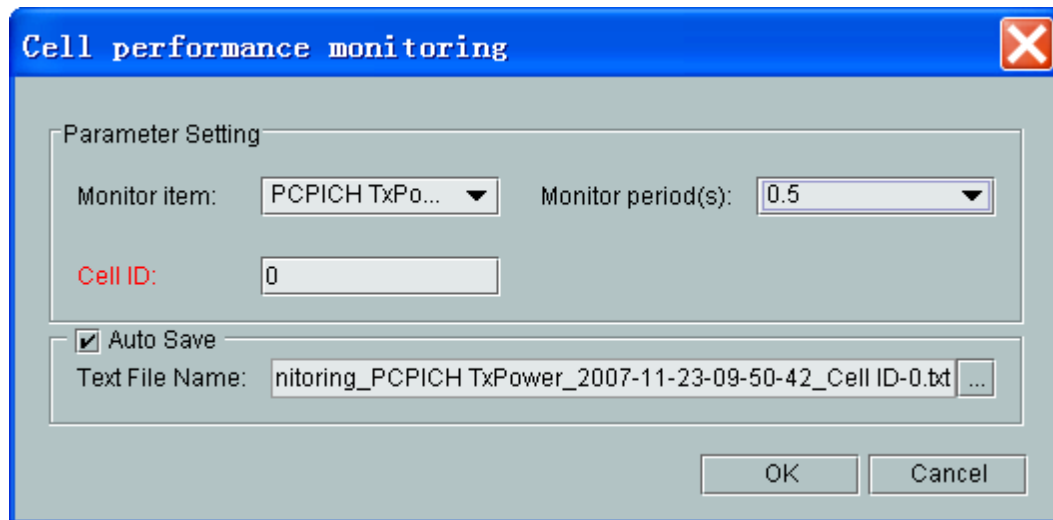 Cell performance monitoring
Parameter Setting
Monitor item: PCPICH TxPo... Monitor period(s): 0.5
Cell ID: 0
Auto Save
Text File Name: nitoring_PCPICH TxPower_2007-11-23-09-50-42_Cell ID-0.txt ...
OK Cancel